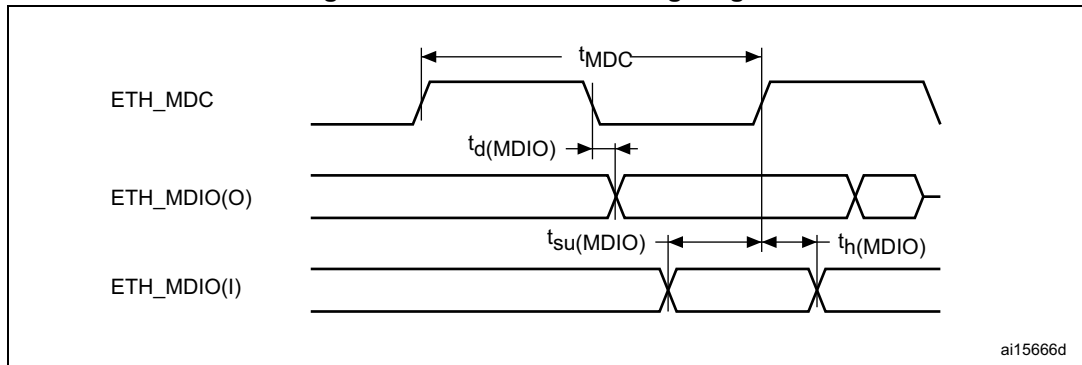 tMDC
ETH_MDC
td(MDIO)
ETH_MDIO(O)
tsu(MDIO)
th(MDIO)
ETH_MDIO(I)
ai15666d